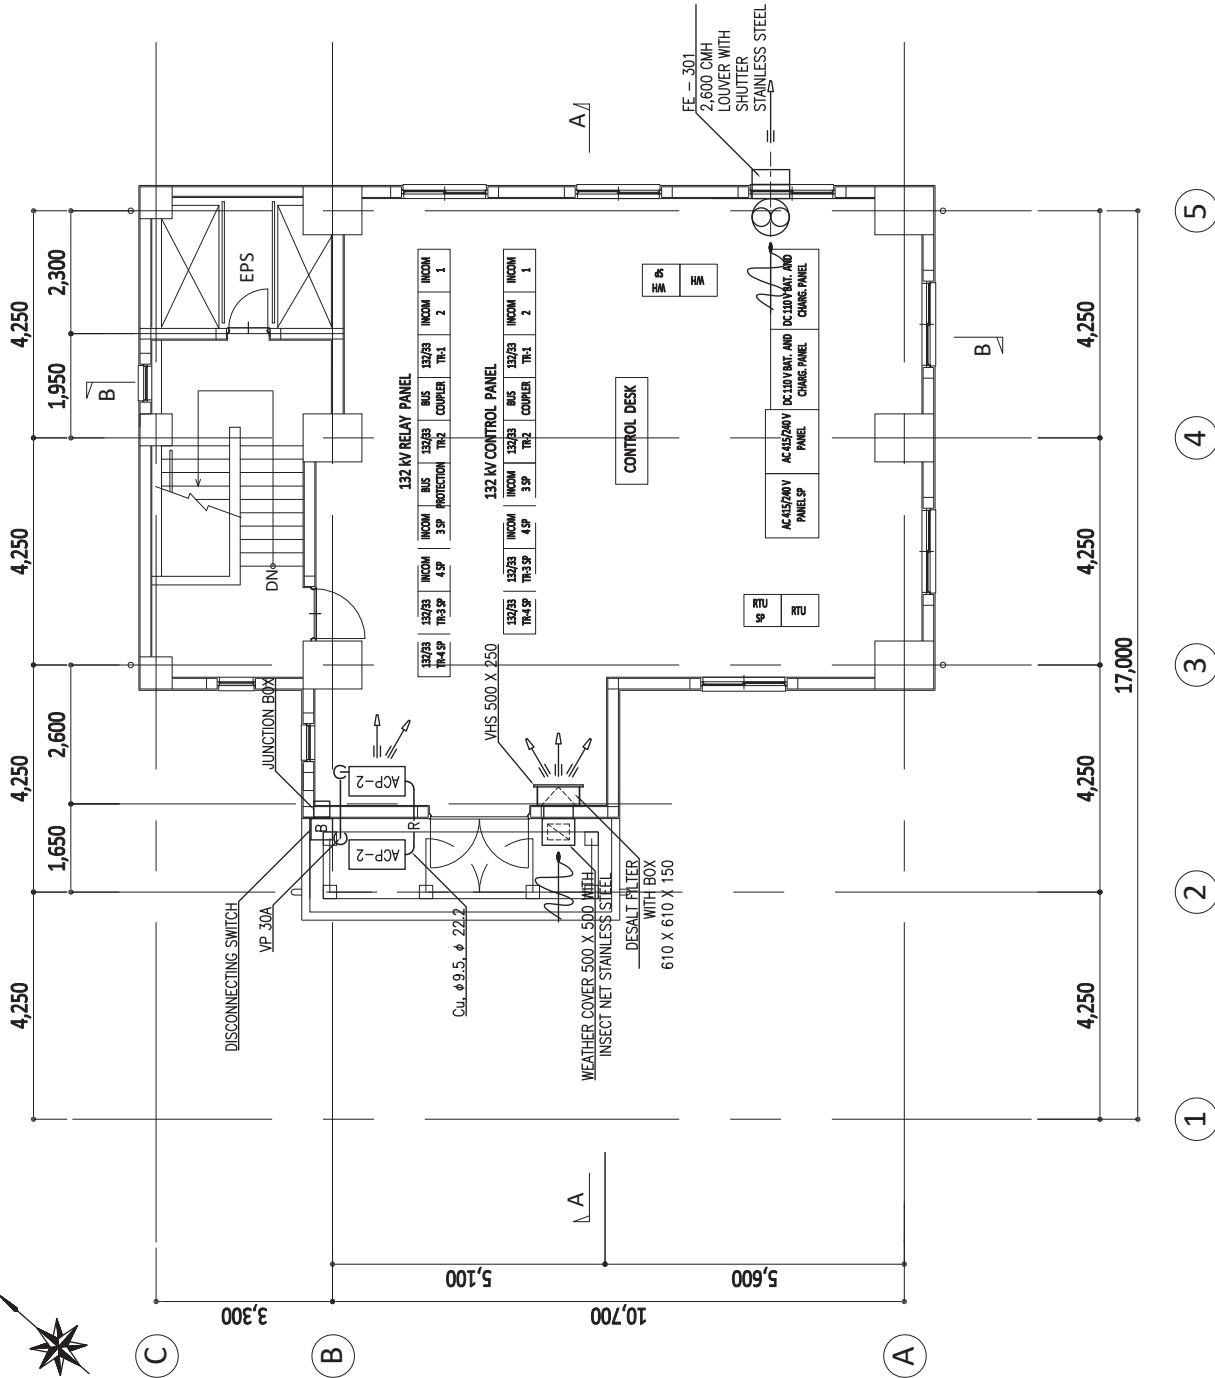 FE - 301
2,600 CMH
LOUVER WITH
SHUTTER
STAINLESS STEEL
A
A
B
B
5
4
3
2
1
4,250
4,250
4,250
4,250
2,300
1,950
2,600
1,650
4,250
4,250
4,250
4,250
17,000
EPS
DN
132 kV RELAY PANEL
132/33
TR-4 SP
132/33
TR-3 SP
INCOM
4 SP
INCOM
3 SP
BUS
PROTECTION
132/33
TR-2
BUS
COUPLER
132/33
TR-1
INCOM
2
INCOM
1
132 kV CONTROL PANEL
132/33
TR-4 SP
132/33
TR-3 SP
INCOM
4 SP
INCOM
3 SP
132/33
TR-2
BUS
COUPLER
132/33
TR-1
INCOM
2
INCOM
1
WH
SP
WH
CONTROL DESK
AC 415/240 V
PANEL SP
AC 415/240 V
PANEL
DC 110 V BAT. AND
CHARG. PANEL
DC 110 V BAT. AND
CHARG. PANEL
RTU
SP
RTU
JUNCTION BOX
VHS 500 X 250
ACP-2
ACP-2
B
R
DISCONNECTING SWITCH
VP 30A
Cu, ø 9.5, ø 22.2
WEATHER COVER 500 X 500 WITH
INSECT NET STAINLESS STEEL
DESALT FILTER
WITH BOX
610 X 610 X 150
3,300
5,100
5,600
10,700
C
B
A